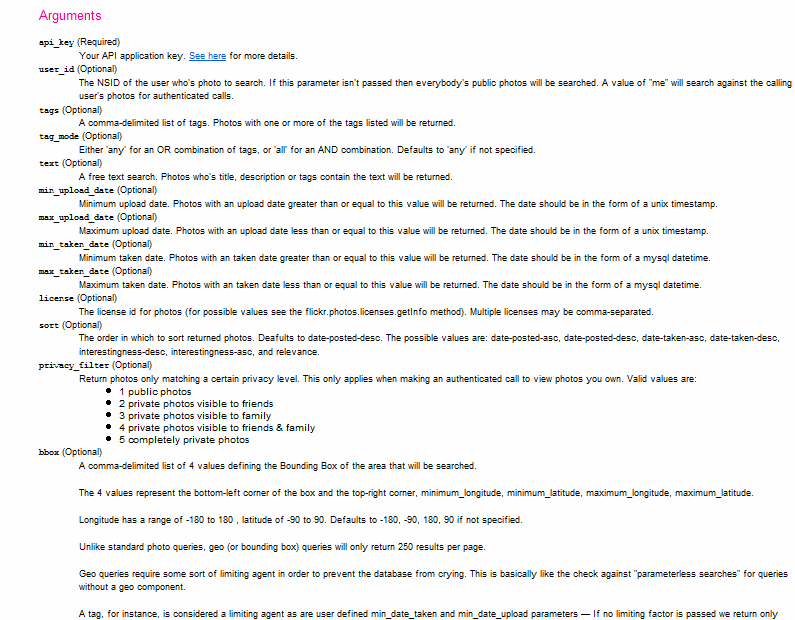 Arguments
api_key (Required)
Your API application key. See here for more details.
user_id (Optional)
The NSID of the user who's photo to search. If this parameter isn't passed then everybody's public photos will be searched. A value of "me" will search against the calling
user's photos for authenticated calls.
tags (Optional)
A comma-delimited list of tags. Photos with one or more of the tags listed will be returned.
tag_mode (Optional)
Either 'any' for an OR combination of tags, or 'all' for an AND combination. Defaults to 'any' if not specified.
text (Optional)
A free text search. Photos who's title, description or tags contain the text will be returned.
min_upload_date (Optional)
Minimum upload date. Photos with an upload date greater than or equal to this value will be returned. The date should be in the form of a unix timestamp.
max_upload_date (Optional)
Maximum upload date. Photos with an upload date less than or equal to this value will be returned. The date should be in the form of a unix timestamp.
min_taken_date (Optional)
Minimum taken date. Photos with an taken date greater than or equal to this value will be returned. The date should be in the form of a mysql datetime.
max_taken_date (Optional)
Maximum taken date. Photos with an taken date less than or equal to this value will be returned. The date should be in the form of a mysql datetime.
license (Optional)
The license id for photos (for possible values see the flickr.photos.licenses.getInfo method). Multiple licenses may be comma-separated.
sort (Optional)
The order in which to sort returned photos. Deafults to date-posted-desc. The possible values are: date-posted-asc, date-posted-desc, date-taken-asc, date-taken-desc,
interestingness-desc, interestingness-asc, and relevance.
privacy_filter (Optional)
Return photos only matching a certain privacy level. This only applies when making an authenticated call to view photos you own. Valid values are:
• 1 public photos
• 2 private photos visible to friends
• 3 private photos visible to family
• 4 private photos visible to friends & family
• 5 completely private photos
bbox (Optional)
A comma-delimited list of 4 values defining the Bounding Box of the area that will be searched.
The 4 values represent the bottom-left corner of the box and the top-right corner, minimum_longitude, minimum_latitude, maximum_longitude, maximum_latitude.
Longitude has a range of -180 to 180 , latitude of -90 to 90. Defaults to -180, -90, 180, 90 if not specified.
Unlike standard photo queries, geo (or bounding box) queries will only return 250 results per page.
Geo queries require some sort of limiting agent in order to prevent the database from crying. This is basically like the check against "parameterless searches" for queries
without a geo component.
A tag, for instance, is considered a limiting agent as are user defined min_date_taken and min_date_upload parameters — If no limiting factor is passed we return only